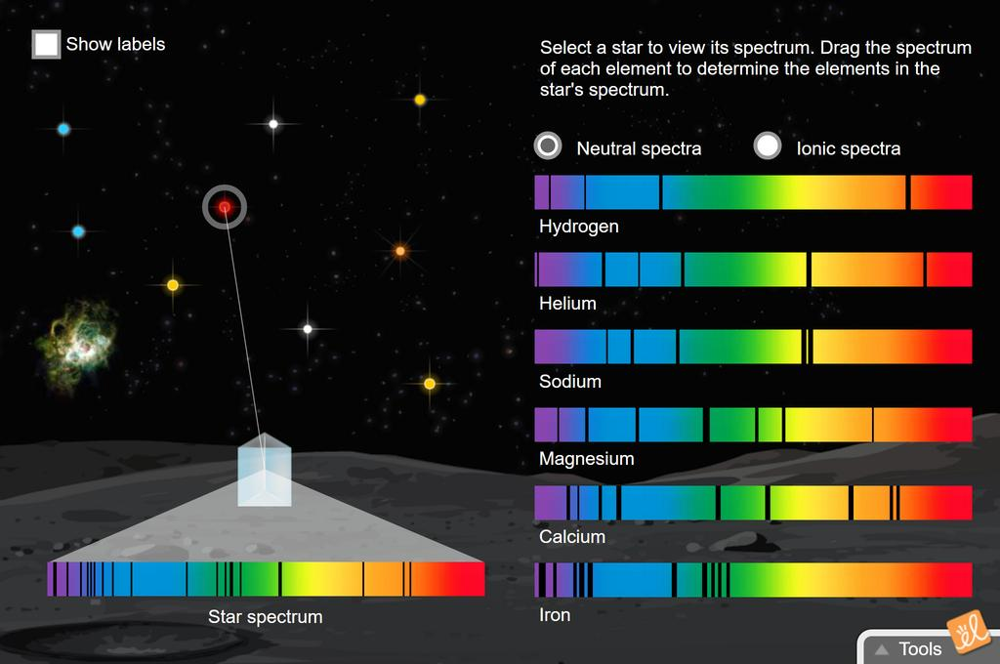 Show labels
Select a star to view its spectrum. Drag the spectrum
of each element to determine the elements in the
star's spectrum.
Neutral spectra
Ionic spectra
Hydrogen
Helium
Sodium
Magnesium
Calcium
Iron
Star spectrum
Tools
el